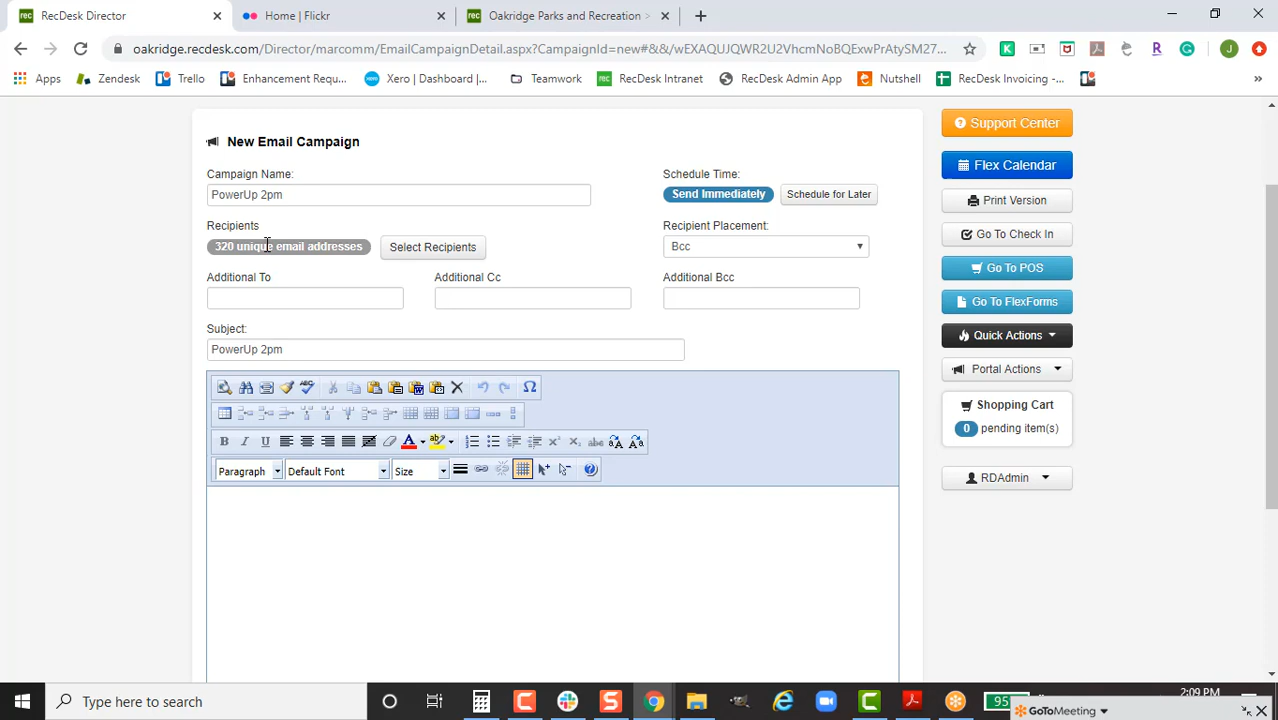 RecDesk Director
Home | Flickr
Oakridge Parks and Recreation >
oakridge.recdesk.com/Director/marcomm/EmailCampaignDetail.aspx?CampaignId=new#&&/wEXAQUJQWR2U2VhcmNoBQExwPrAtySM27...
Apps
Zendesk
Trello
Enhancement Requ...
Xero | Dashboard |...
Teamwork
RecDesk Intranet
RecDesk Admin App
Nutshell
RecDesk Invoicing -...
New Email Campaign
Campaign Name:
PowerUp 2pm
Schedule Time:
Send Immediately
Schedule for Later
Recipients
320 unique email addresses
Select Recipients
Recipient Placement:
Bcc
Additional To
Additional Cc
Additional Bcc
Subject:
PowerUp 2pm
Paragraph
Default Font
Size
Support Center
Flex Calendar
Print Version
Go To Check In
Go To POS
Go To FlexForms
Quick Actions
Portal Actions
Shopping Cart
0 pending item(s)
RDAdmin
Type here to search
2:09 PM
GoToMeeting